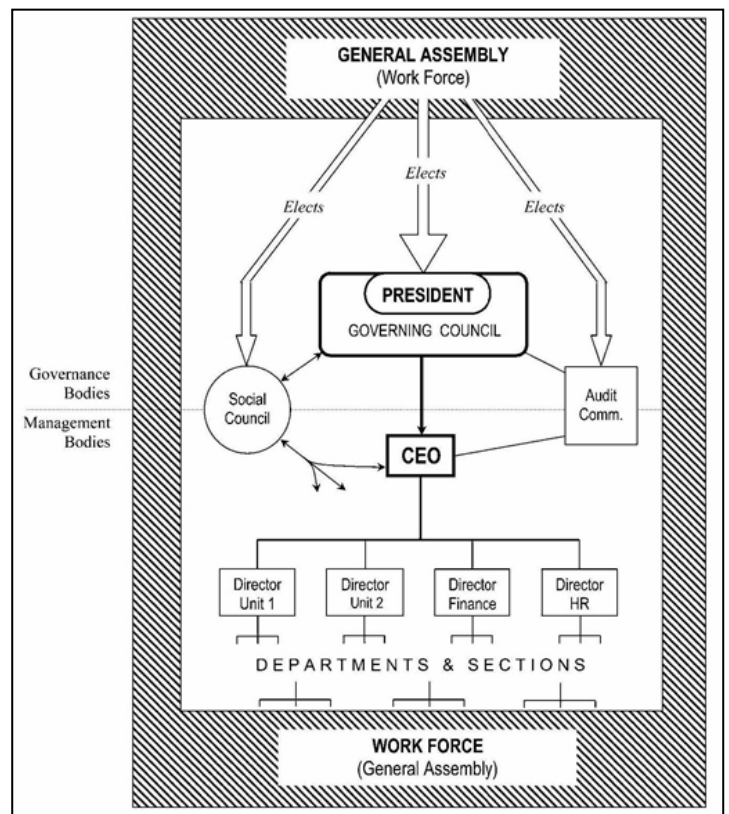 GENERAL ASSEMBLY
(Work Force)
Elects
Elects
Elects
PRESIDENT
GOVERNING COUNCIL
Governance
Bodies
Management
Bodies
Social
Council
Audit
Comm.
CEO
Director
Unit 1
Director
Unit 2
Director
Finance
Director
HR
DEPARTMENTS & SECTIONS
WORK FORCE
(General Assembly)